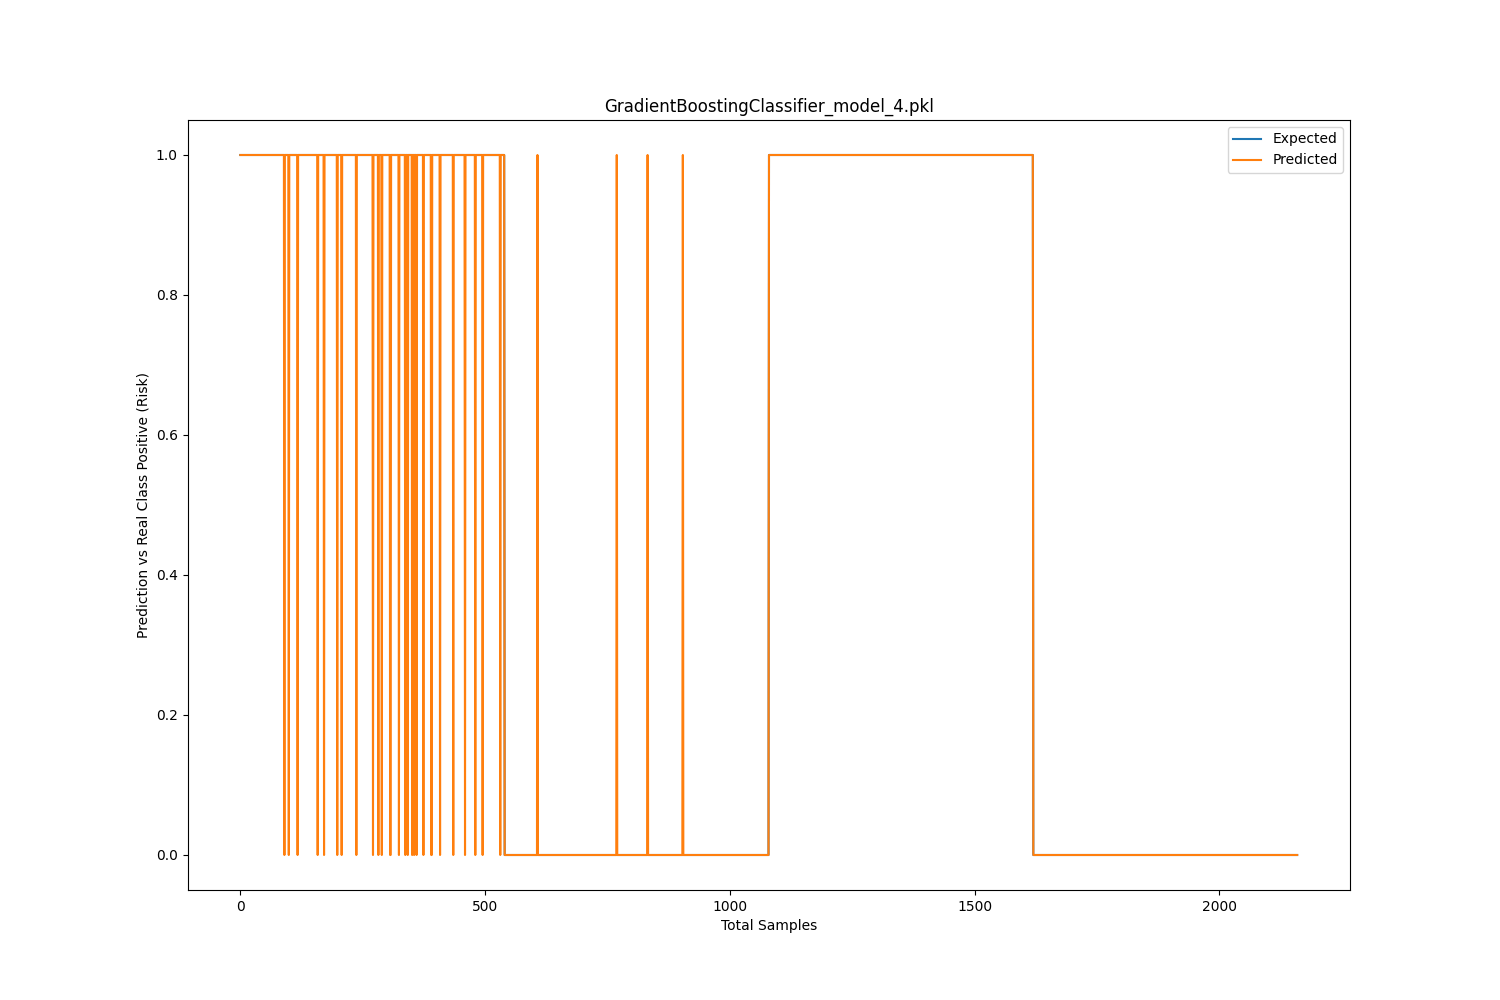 GradientBoostingClassifier_model_4.pkl
Expected
Predicted
1.0
0.8
0.6
0.4
0.2
0.0
Prediction vs Real Class Positive (Risk)
0
500
1000
1500
2000
Total Samples